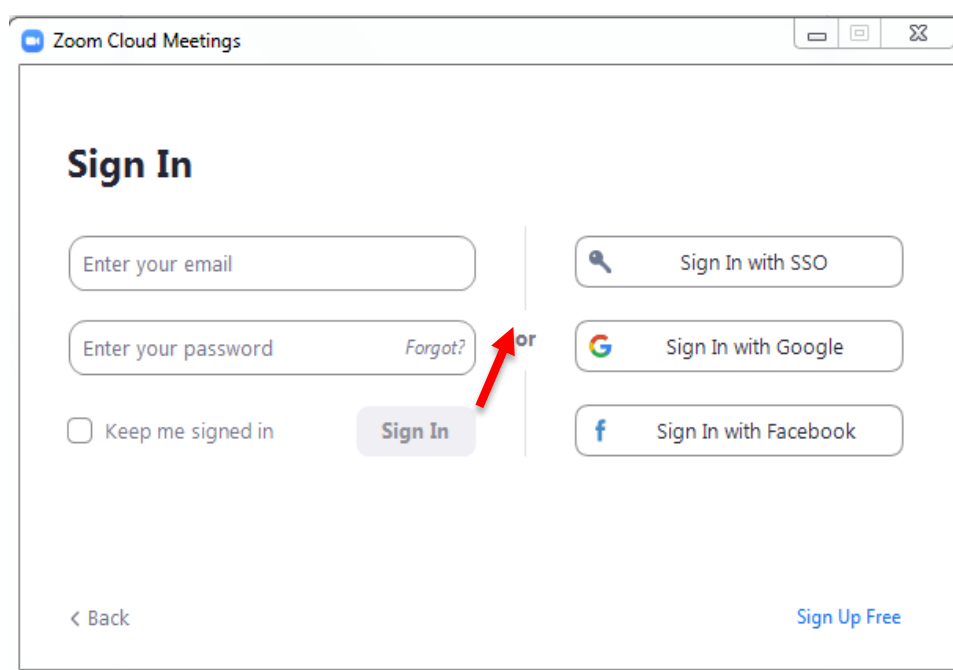 Zoom Cloud Meetings
Sign In
Enter your email
Enter your password Forgot?
Keep me signed in Sign In
or
Sign In with SSO
Sign In with Google
Sign In with Facebook
< Back
Sign Up Free